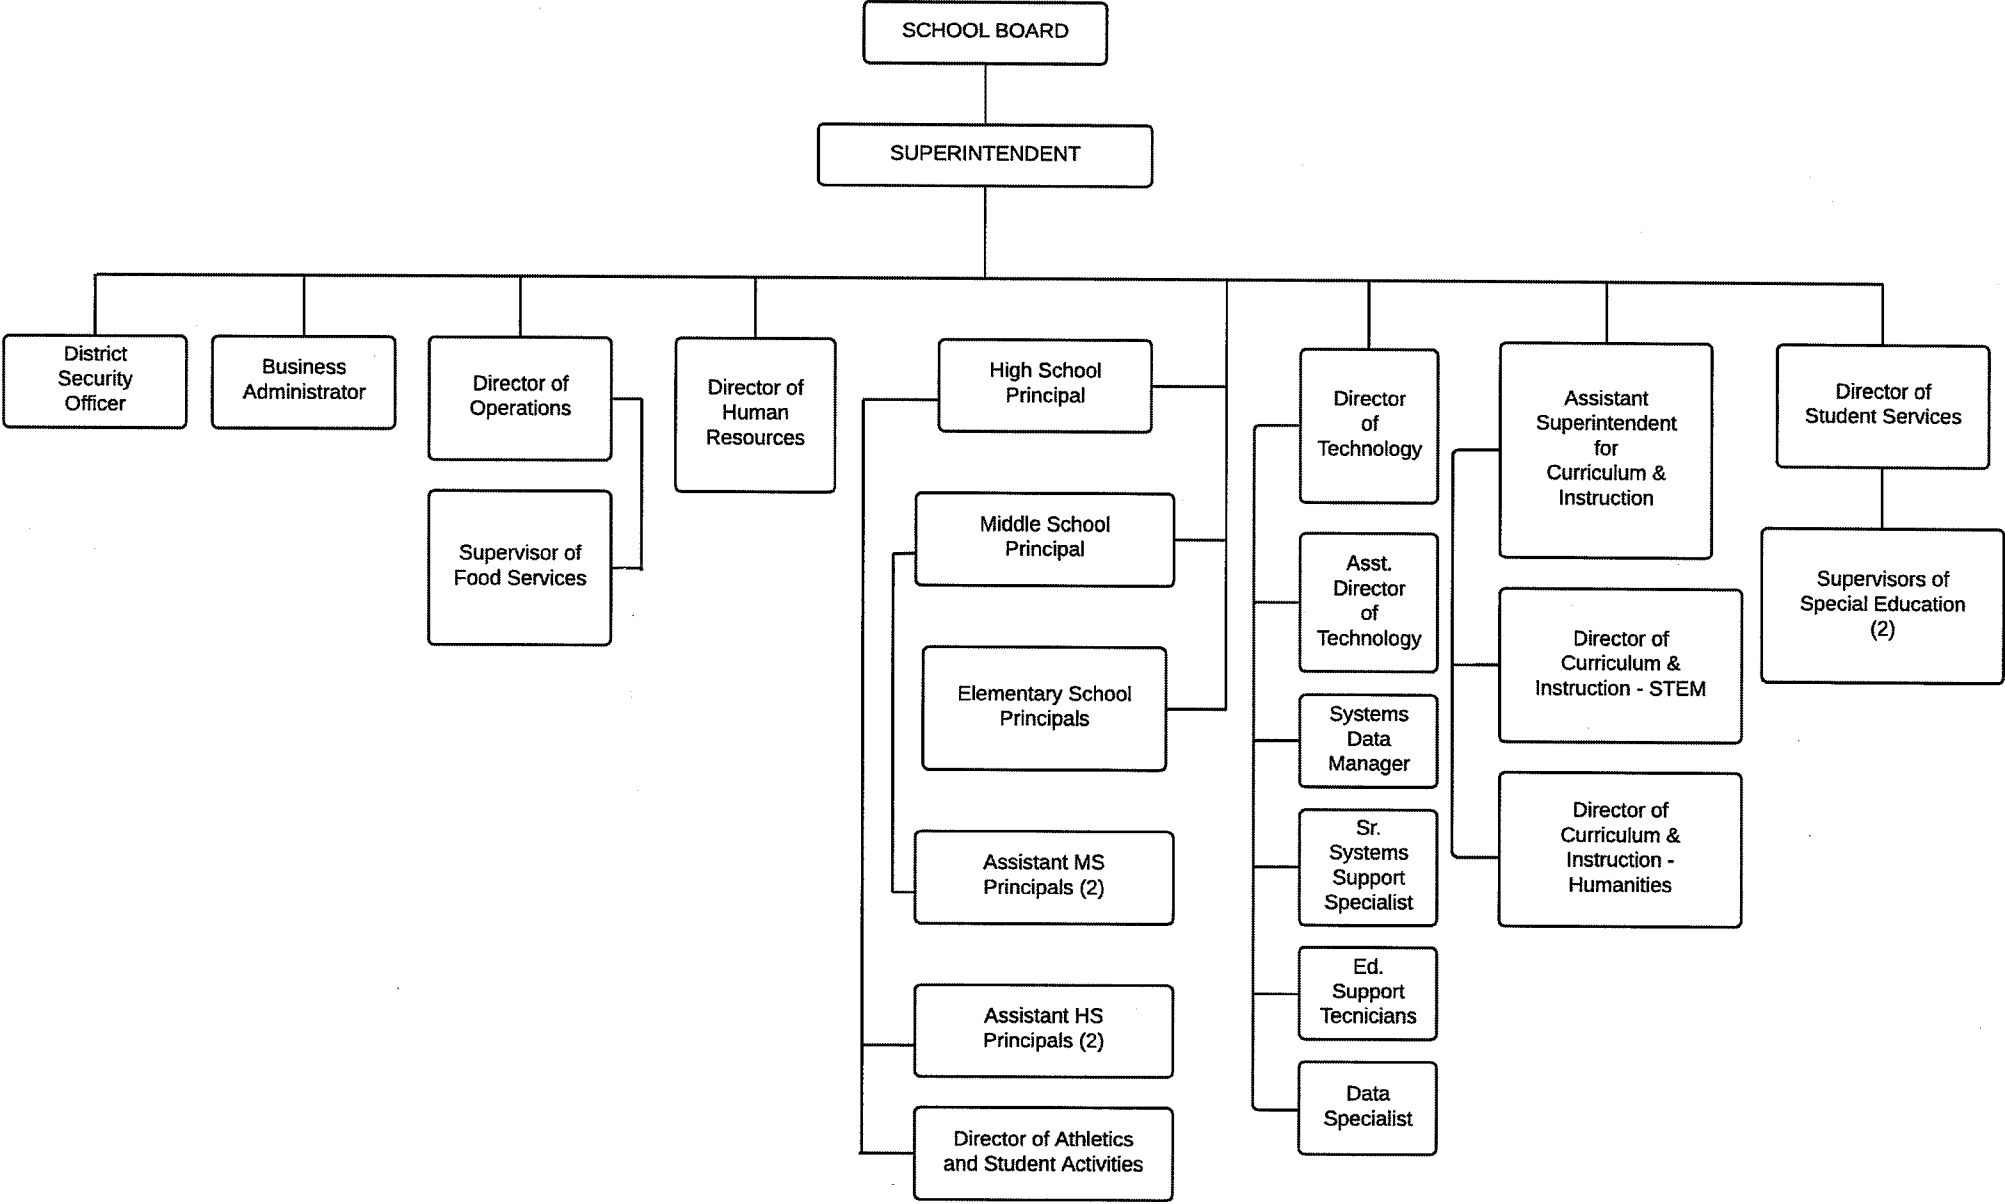 SCHOOL BOARD
SUPERINTENDENT
District
Security
Officer
Business
Administrator
Director of
Operations
Supervisor of
Food Services
Director of
Human
Resources
High School
Principal
Middle School
Principal
Elementary School
Principals
Assistant MS
Principals (2)
Assistant HS
Principals (2)
Director of Athletics
and Student Activities
Director
of
Technology
Asst.
Director
of
Technology
Systems
Data
Manager
Sr.
Systems
Support
Specialist
Ed.
Support
Tecnicians
Data
Specialist
Assistant
Superintendent
for
Curriculum &
Instruction
Director of
Curriculum &
Instruction - STEM
Director of
Curriculum &
Instruction -
Humanities
Director of
Student Services
Supervisors of
Special Education
(2)